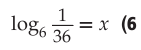 log₆ 1/36 = x (6